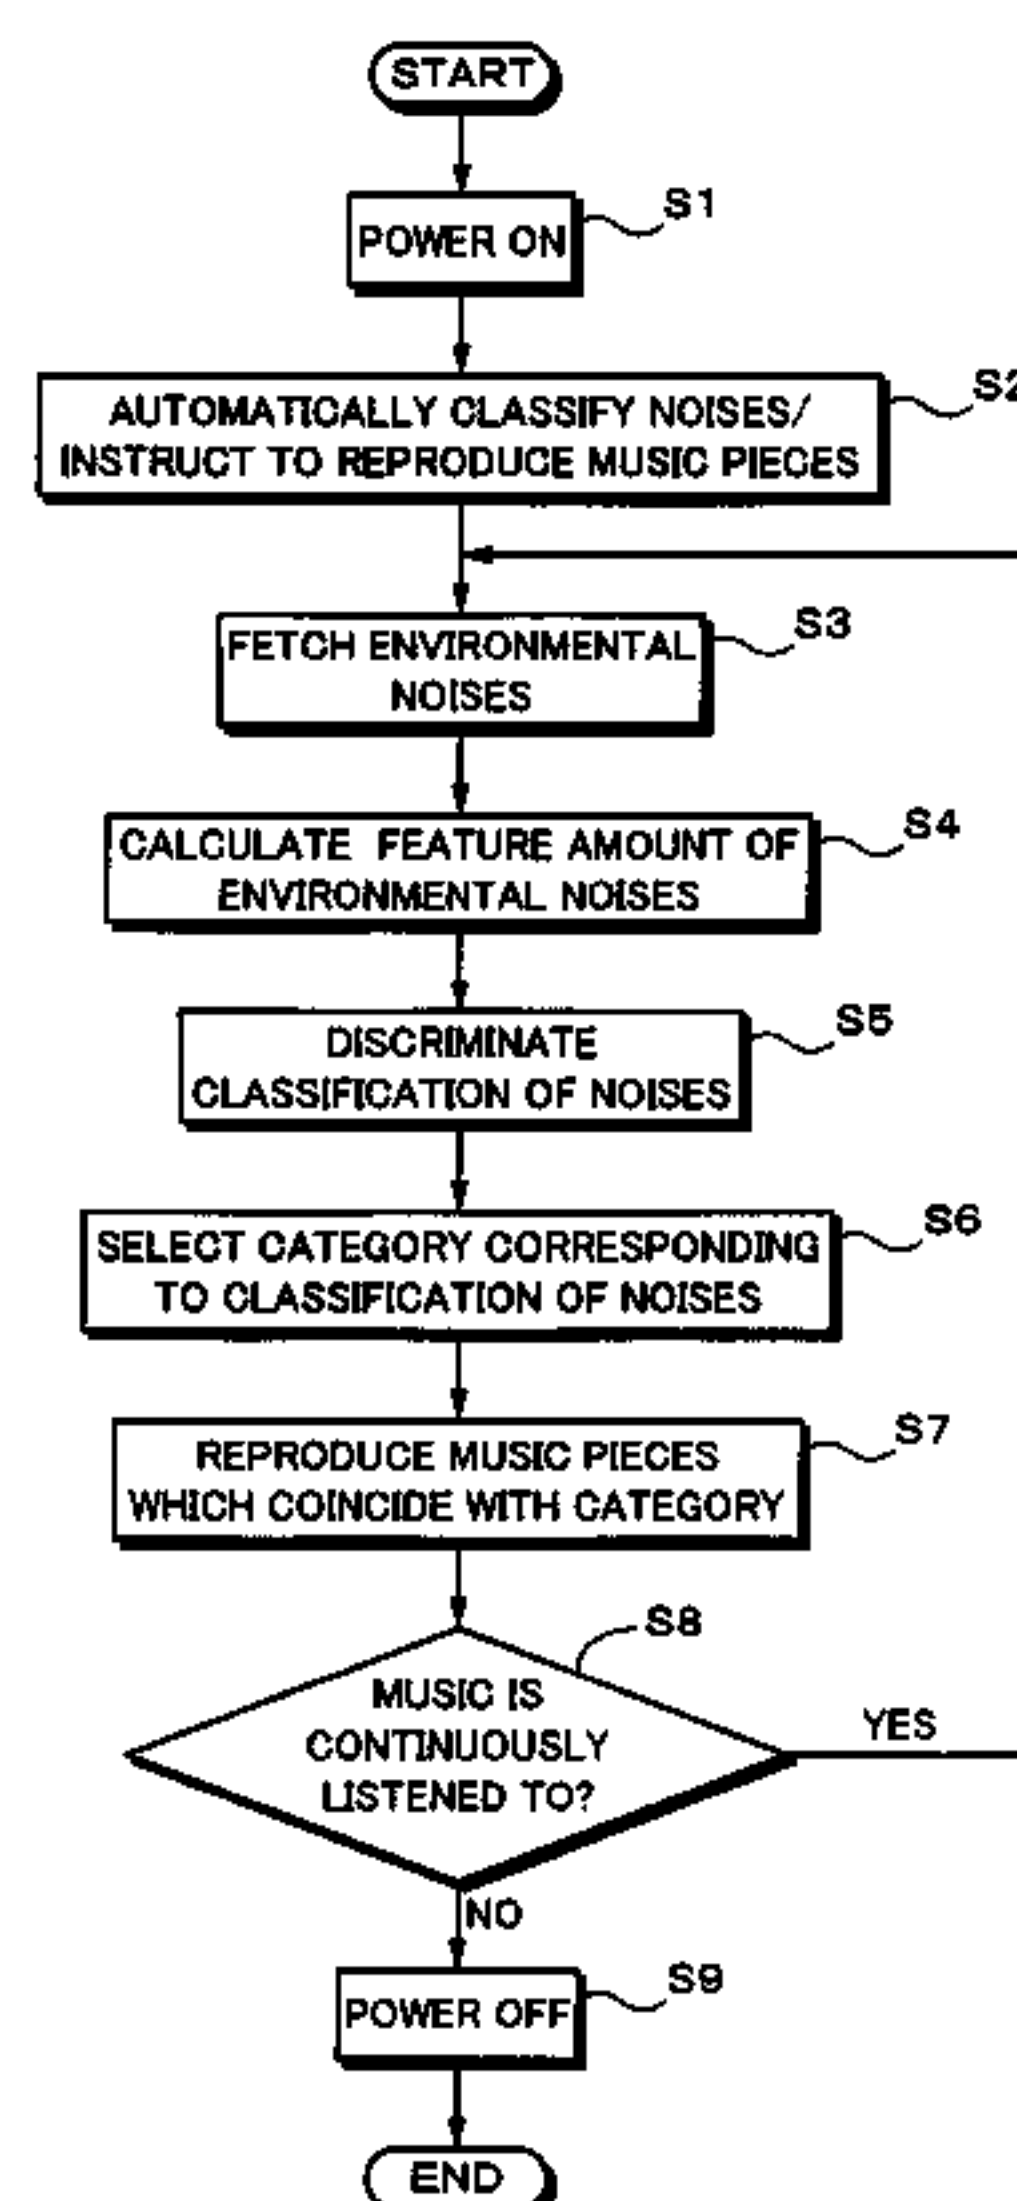 START
POWER ON
S1
AUTOMATICALLY CLASSIFY NOISES/
INSTRUCT TO REPRODUCE MUSIC PIECES
S2
FETCH ENVIRONMENTAL
NOISES
S3
CALCULATE FEATURE AMOUNT OF
ENVIRONMENTAL NOISES
S4
DISCRIMINATE
CLASSIFICATION OF NOISES
S5
SELECT CATEGORY CORRESPONDING
TO CLASSIFICATION OF NOISES
S6
REPRODUCE MUSIC PIECES
WHICH COINCIDE WITH CATEGORY
S7
MUSIC IS
CONTINUOUSLY
LISTENED TO?
S8
YES
NO
POWER OFF
S9
END